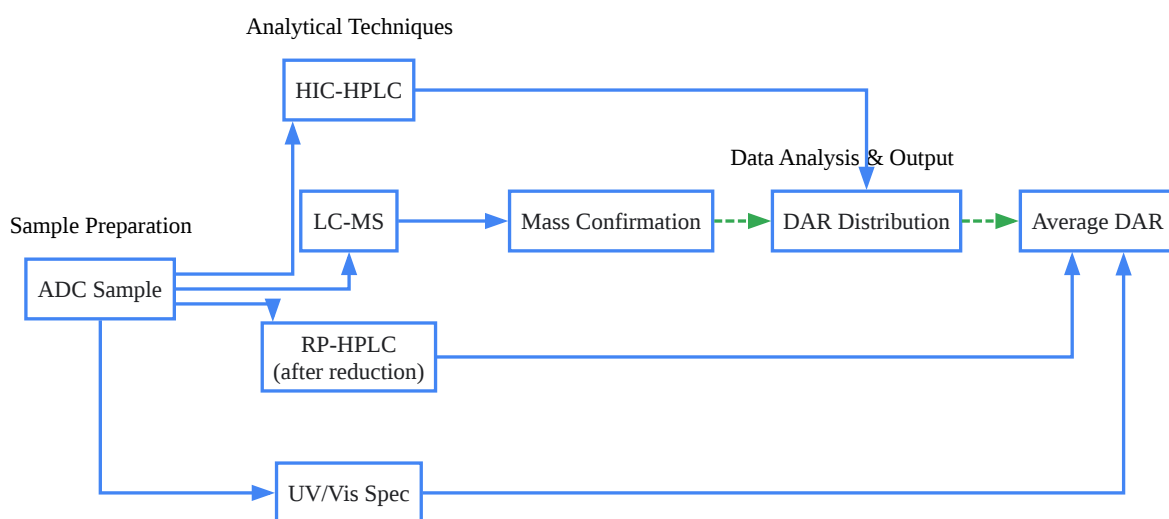 Analytical Techniques
HIC-HPLC
Data Analysis & Output
Sample Preparation
LC-MS
Mass Confirmation
DAR Distribution
Average DAR
ADC Sample
RP-HPLC
(after reduction)
UV/Vis Spec